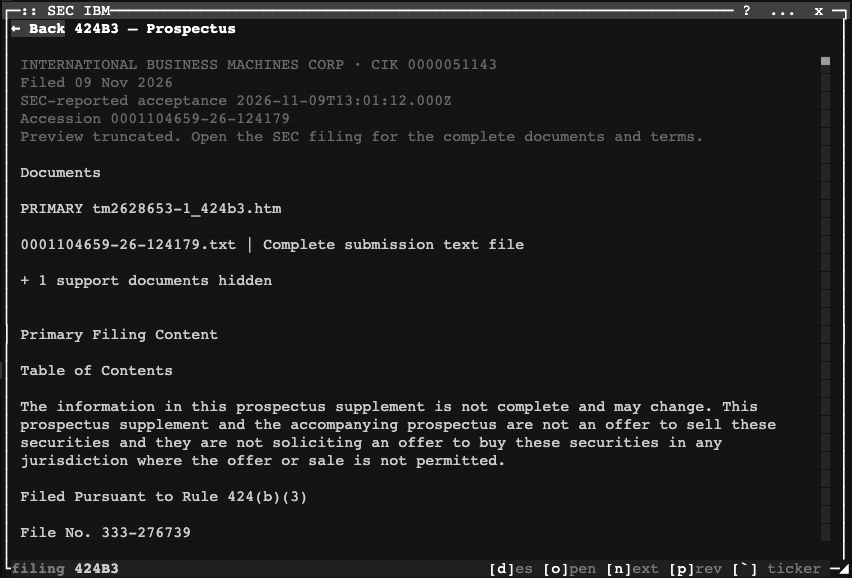 :: SEC IBM ? ... x
← Back 424B3 — Prospectus
INTERNATIONAL BUSINESS MACHINES CORP · CIK 0000051143
Filed 09 Nov 2026
SEC-reported acceptance 2026-11-09T13:01:12.000Z
Accession 0001104659-26-124179
Preview truncated. Open the SEC filing for the complete documents and terms.
Documents
PRIMARY tm2628653-1_424b3.htm
0001104659-26-124179.txt | Complete submission text file
+ 1 support documents hidden
Primary Filing Content
Table of Contents
The information in this prospectus supplement is not complete and may change. This
prospectus supplement and the accompanying prospectus are not an offer to sell these
securities and they are not soliciting an offer to buy these securities in any
jurisdiction where the offer or sale is not permitted.
Filed Pursuant to Rule 424(b)(3)
File No. 333-276739
filing 424B3 [d]es [o]pen [n]ext [p]rev [`] ticker